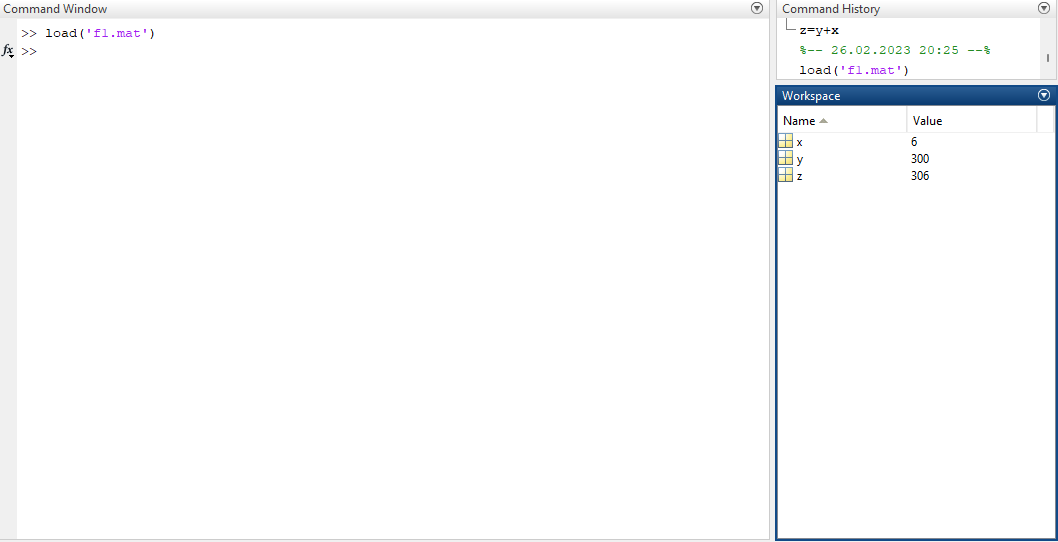 Command Window
>> load('f1.mat')
fx >>
Command History
z=y+x
%-- 26.02.2023 20:25 --%
load('f1.mat')
Workspace
Name Value
x 6
y 300
z 306